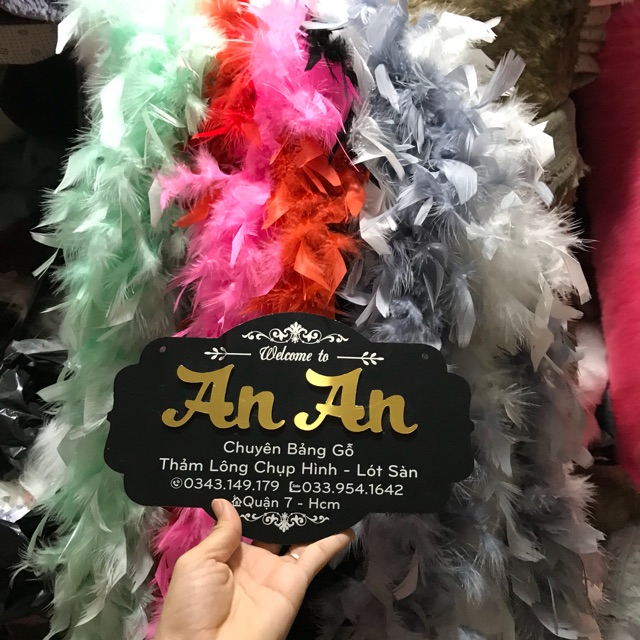 Welcome to
An An
Chuyên Bảng Gỗ
Thảm Lông Chụp Hình - Lót Sàn
0343.149.179 033.954.1642
Quận 7 - Hcm